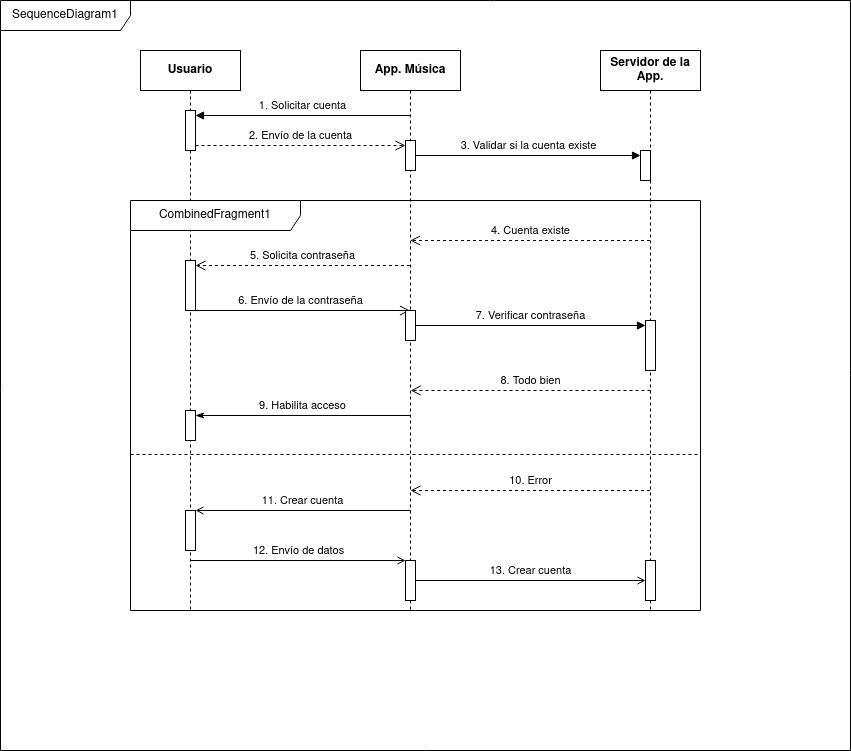 SequenceDiagram1
Usuario
App. Música
Servidor de la
App.
1. Solicitar cuenta
2. Envío de la cuenta
3. Validar si la cuenta existe
CombinedFragment1
4. Cuenta existe
5. Solicita contraseña
6. Envío de la contraseña
7. Verificar contraseña
8. Todo bien
9. Habilita acceso
10. Error
11. Crear cuenta
12. Envío de datos
13. Crear cuenta